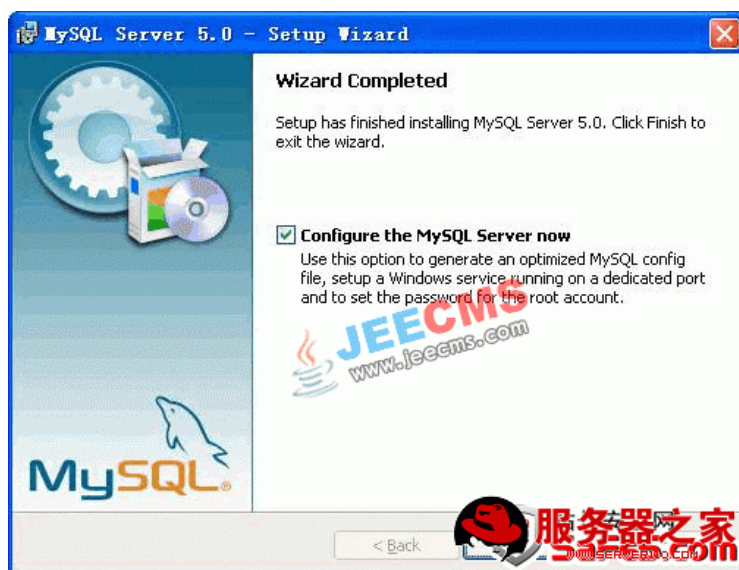 MySQL Server 5.0 - Setup Wizard
Wizard Completed
Setup has finished installing MySQL Server 5.0. Click Finish to
exit the wizard.
Configure the MySQL Server now
Use this option to generate an optimized MySQL config
file, setup a Windows service running on a dedicated port
and to set the password for the root account.
JEECMS
www.jeecms.com
MySQL®
< Back
服务器之家